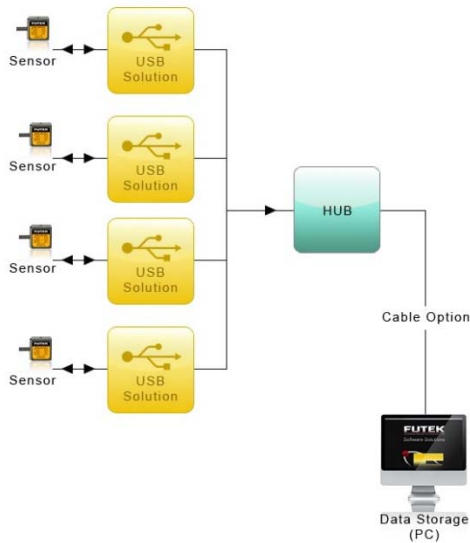 Sensor
USB
Solution
Sensor
USB
Solution
Sensor
USB
Solution
Sensor
USB
Solution
HUB
Cable Option
FUTEK
Software Solutions
Data Storage
(PC)